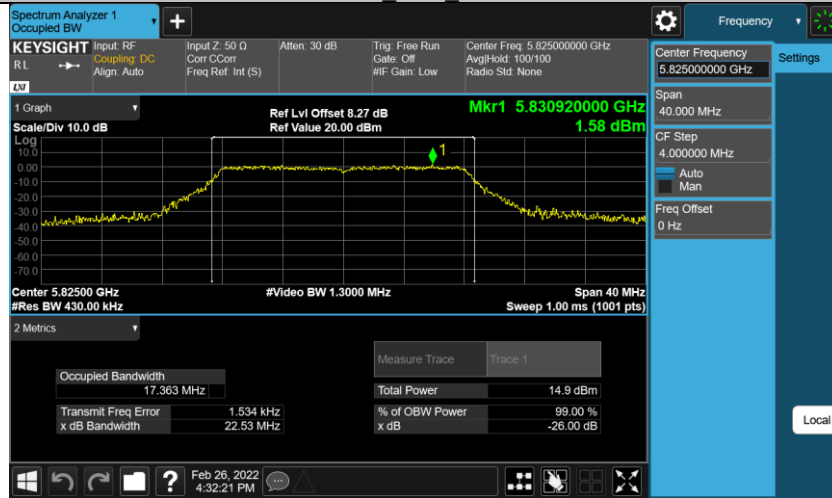 Spectrum Analyzer 1
Occupied BW
+
Frequency
KEYSIGHT
R L
LXI
Input: RF
Coupling: DC
Align: Auto
Input Z: 50 Ω
Corr CCorr
Freq Ref: Int (S)
Atten: 30 dB
Trig: Free Run
Gate: Off
#IF Gain: Low
Center Freq: 5.825000000 GHz
Avg|Hold: 100/100
Radio Std: None
Center Frequency
5.825000000 GHz
Settings
Span
40.000 MHz
CF Step
4.000000 MHz
Auto
Man
Freq Offset
0 Hz
Local
1 Graph
Scale/Div 10.0 dB
Ref Lvl Offset 8.27 dB
Ref Value 20.00 dBm
Mkr1 5.830920000 GHz
1.58 dBm
Log
10.0
0.00
-10.0
-20.0
-30.0
-40.0
-50.0
-60.0
-70.0
1
Center 5.82500 GHz
#Res BW 430.00 kHz
#Video BW 1.3000 MHz
Span 40 MHz
Sweep 1.00 ms (1001 pts)
2 Metrics
Measure Trace Trace 1
Occupied Bandwidth
17.363 MHz
Total Power 14.9 dBm
Transmit Freq Error 1.534 kHz
% of OBW Power 99.00 %
x dB Bandwidth 22.53 MHz
x dB -26.00 dB
?
Feb 26, 2022
4:32:21 PM